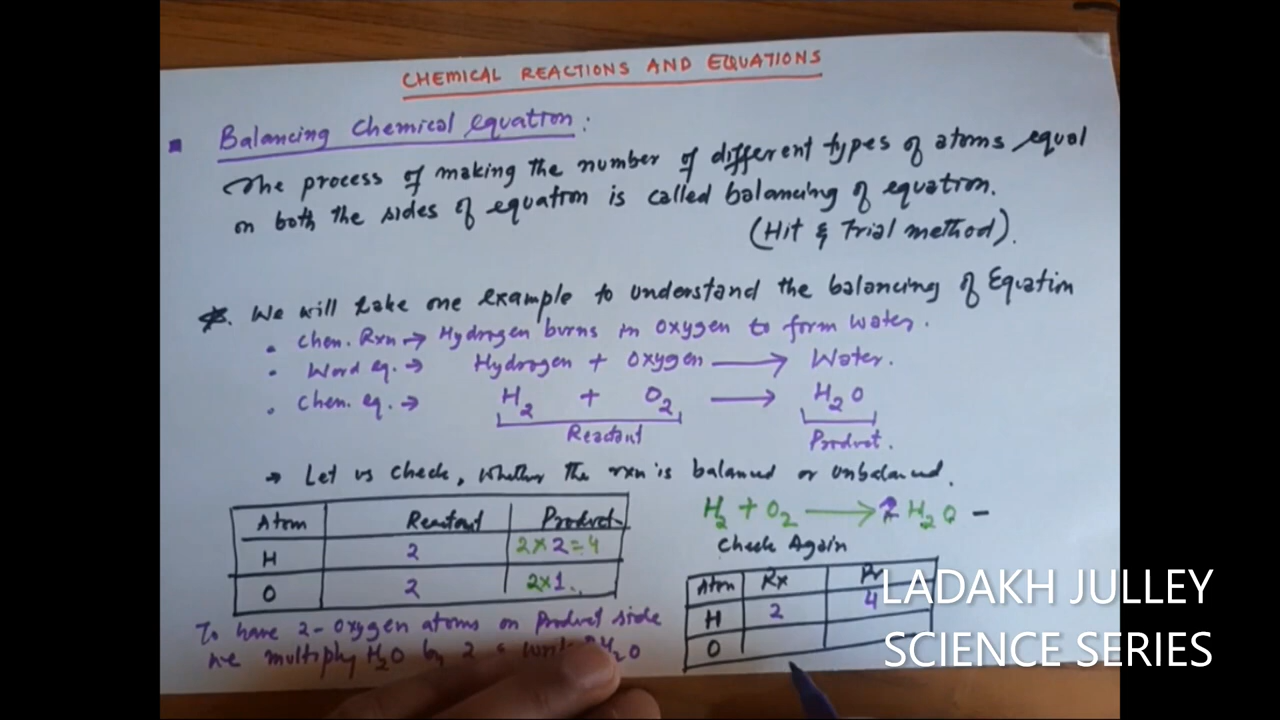 CHEMICAL REACTIONS AND EQUATIONS
Balancing Chemical equation:
The process of making the number of different types of atoms equal
on both the sides of equation is called balancing of equation.
(Hit & Trial method).
We will take one example to understand the balancing of Equation
Chem. Rxn → Hydrogen burns in Oxygen to form Water.
Word eq. → Hydrogen + Oxygen → Water.
Chem. eq. → H2 + O2 → H2O
Reactant Product.
→ Let us check, whether the rxn is balanced or unbalanced.
Atom Reactant Product
H 2 2×2=4
O 2 2×1
To have 2-Oxygen atoms on Product side
we multiply H2O by 2 H2O
H2 + O2 → 2 H2O -
Check Again
Atom Rx Pr
H 2 4
O
LADAKH JULLEY
SCIENCE SERIES